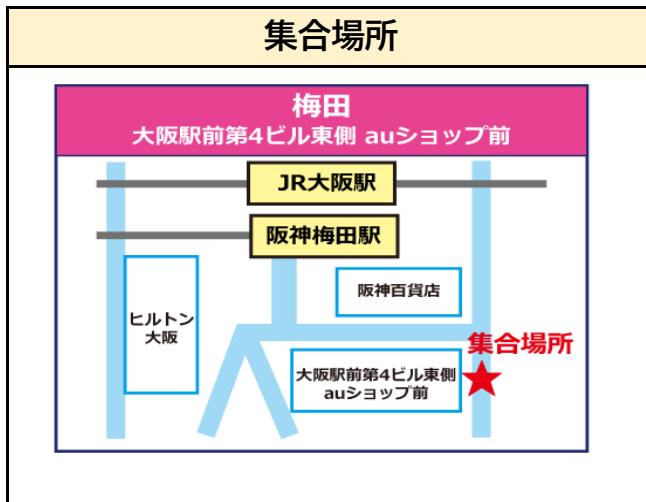 集合場所
梅田
大阪駅前第4ビル東側 auショップ前
JR大阪駅
阪神梅田駅
阪神百貨店
ヒルトン
大阪
集合場所
大阪駅前第4ビル東側
auショップ前